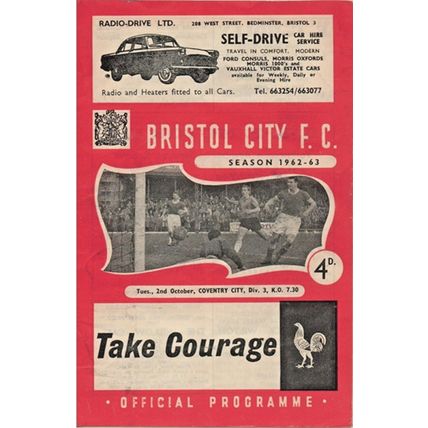 RADIO-DRIVE LTD. 208 WEST STREET, BEDMINSTER, BRISTOL 3
SELF-DRIVE CAR HIRE SERVICE
TRAVEL IN COMFORT, MODERN
FORD CONSULS, MORRIS OXFORDS
MORRIS 1000's and
VAUXHALL VICTOR ESTATE CARS
available for Weekly, Daily or
Evening Hire
Radio and Heaters fitted to all Cars. Tel. 663254/663077
BRISTOL CITY F.C.
SEASON 1962-63
4D.
Tues., 2nd October, COVENTRY CITY, Div. 3, K.O. 7.30
Take Courage
· OFFICIAL PROGRAMME ·